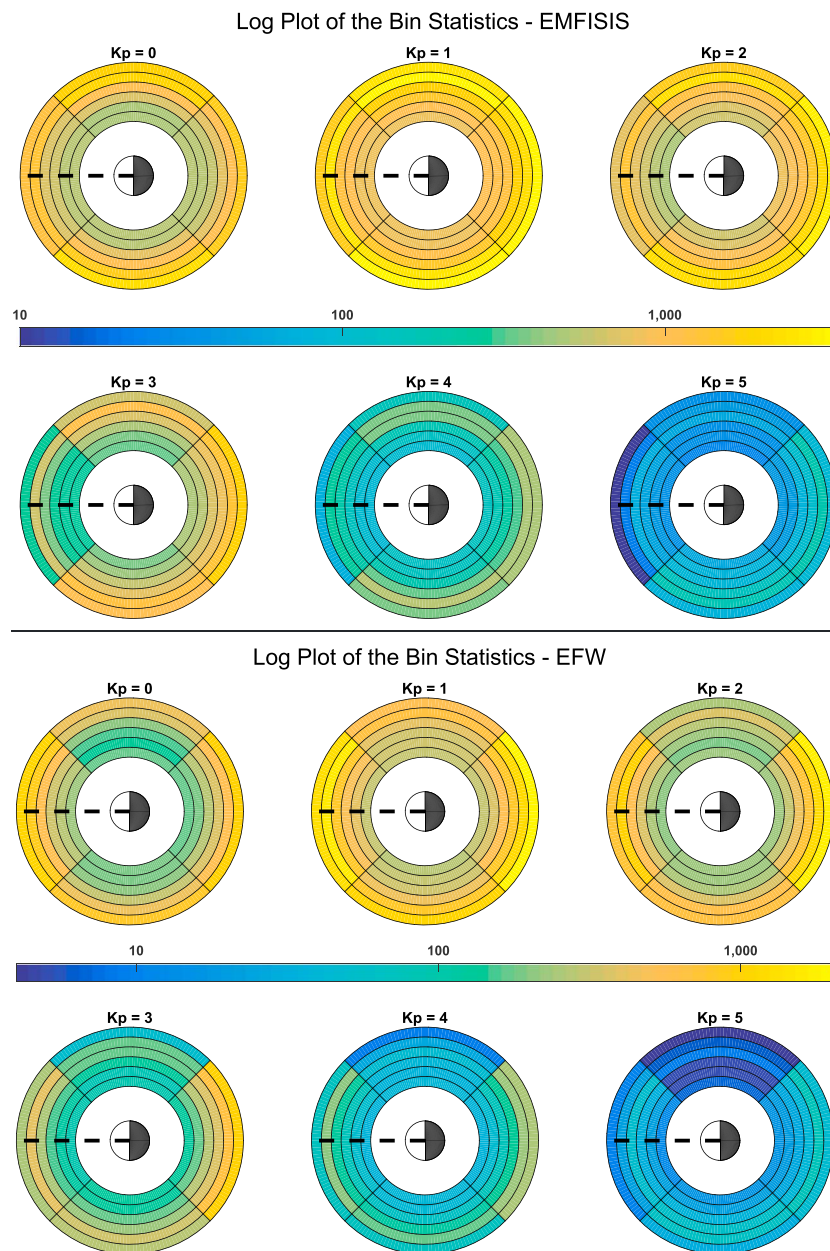 Log Plot of the Bin Statistics - EMFISIS
Kp = 0 Kp = 1 Kp = 2
10 100 1,000
Kp = 3 Kp = 4 Kp = 5
Log Plot of the Bin Statistics - EFW
Kp = 0 Kp = 1 Kp = 2
10 100 1,000
Kp = 3 Kp = 4 Kp = 5